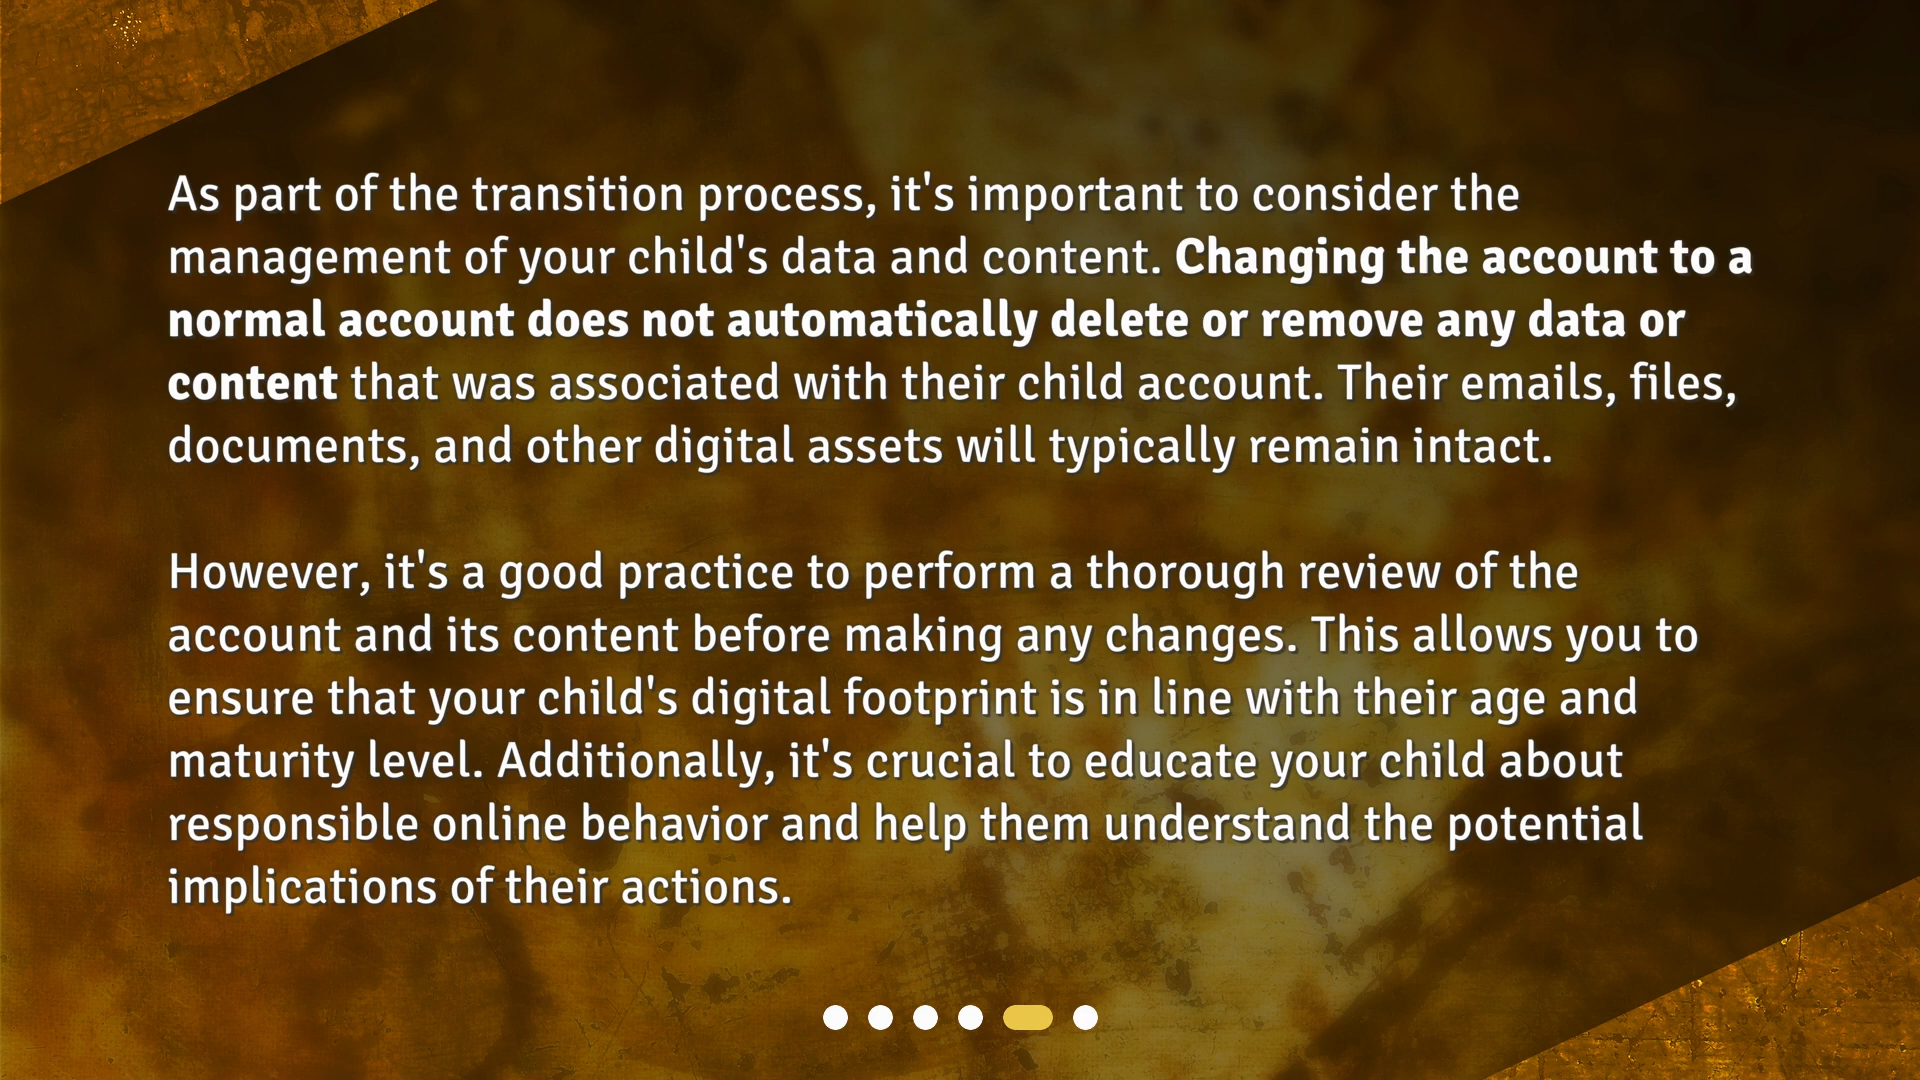 As part of the transition process, it's important to consider the
management of your child's data and content. Changing the account to a
normal account does not automatically delete or remove any data or
content that was associated with their child account. Their emails, files,
documents, and other digital assets will typically remain intact.
However, it's a good practice to perform a thorough review of the
account and its content before making any changes. This allows you to
ensure that your child's digital footprint is in line with their age and
maturity level. Additionally, it's crucial to educate your child about
responsible online behavior and help them understand the potential
implications of their actions.